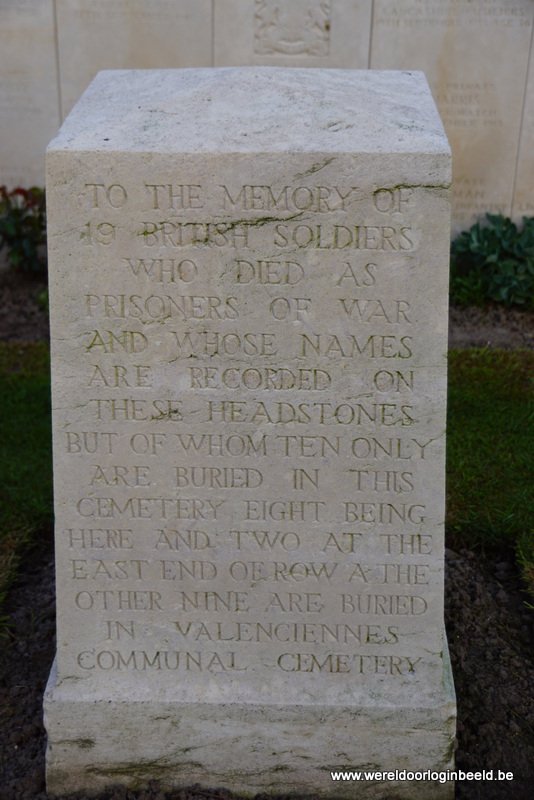 TO THE MEMORY OF
19 BRITISH SOLDIERS
WHO DIED AS
PRISONERS OF WAR
AND WHOSE NAMES
ARE RECORDED ON
THESE HEADSTONES
BUT OF WHOM TEN ONLY
ARE BURIED IN THIS
CEMETERY EIGHT BEING
HERE AND TWO AT THE
EAST END OF ROW A THE
OTHER NINE ARE BURIED
IN VALENCIENNES
COMMUNAL CEMETERY
www.wereldoorloginbeeld.be